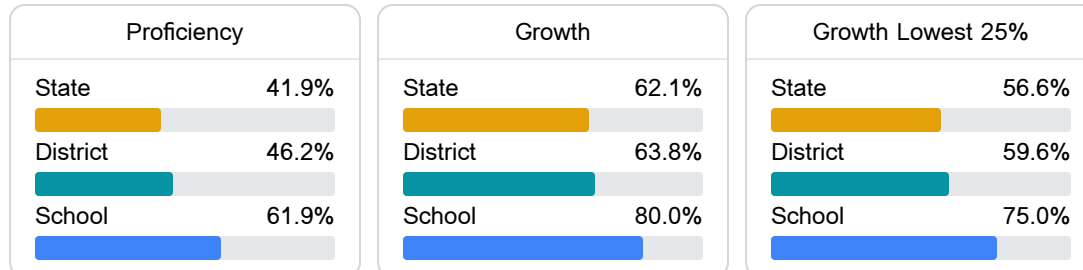 Proficiency
State 41.9%
District 46.2%
School 61.9%
Growth
State 62.1%
District 63.8%
School 80.0%
Growth Lowest 25%
State 56.6%
District 59.6%
School 75.0%